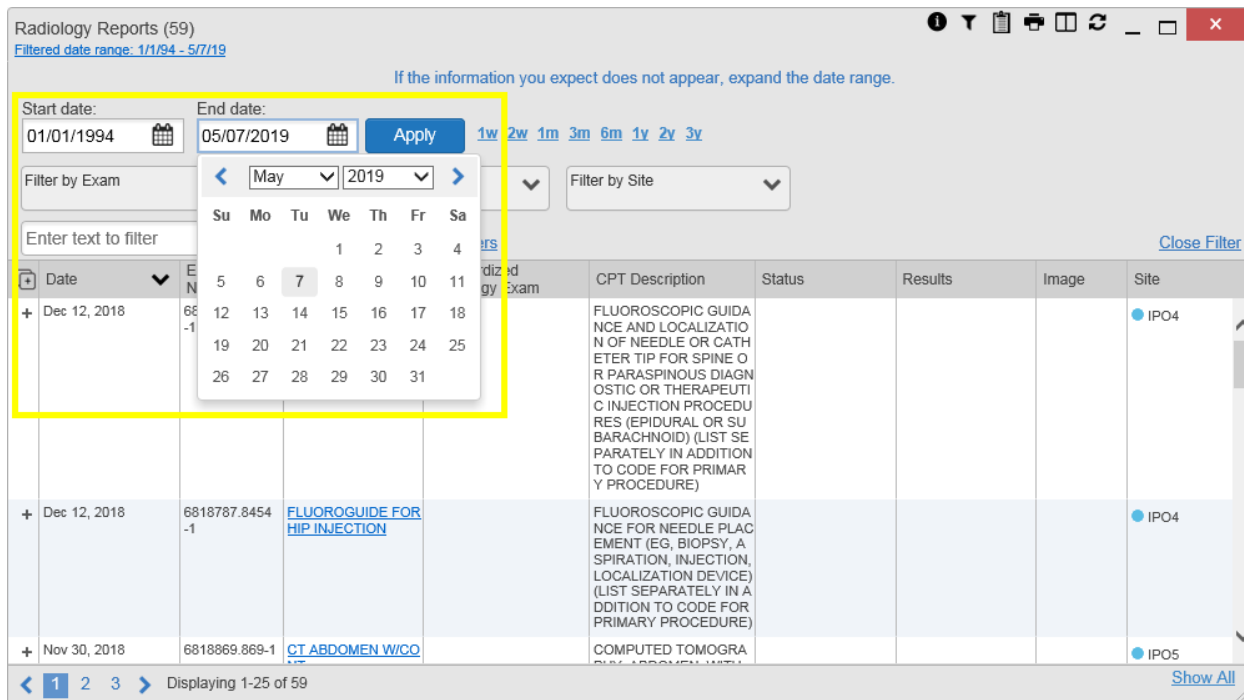 Radiology Reports (59)
Filtered date range: 1/1/94 - 5/7/19
If the information you expect does not appear, expand the date range.
Start date:
End date:
01/01/1994
05/07/2019
Apply
1w 2w 1m 3m 6m 1y 2y 3y
May 2019
Su Mo Tu We Th Fr Sa
1 2 3 4
5 6 7 8 9 10 11
12 13 14 15 16 17 18
19 20 21 22 23 24 25
26 27 28 29 30 31
Filter by Exam
Filter by Site
Enter text to filter
Close Filter
Date
CPT Description
Status
Results
Image
Site
Exam
+ Dec 12, 2018
68
-1
FLUOROSCOPIC GUIDA
NCE AND LOCALIZATIO
N OF NEEDLE OR CATH
ETER TIP FOR SPINE O
R PARASPINOUS DIAGN
OSTIC OR THERAPEUTI
C INJECTION PROCEDU
RES (EPIDURAL OR SU
BARACHNOID) (LIST SE
PARATELY IN ADDITION
TO CODE FOR PRIMAR
Y PROCEDURE)
IPO4
+ Dec 12, 2018
6818787.8454
-1
FLUOROGUIDE FOR
HIP INJECTION
FLUOROSCOPIC GUIDA
NCE FOR NEEDLE PLAC
EMENT (EG, BIOPSY, A
SPIRATION, INJECTION,
LOCALIZATION DEVICE)
(LIST SEPARATELY IN A
DDITION TO CODE FOR
PRIMARY PROCEDURE)
IPO4
+ Nov 30, 2018
6818869.869-1
CT ABDOMEN W/CO
COMPUTED TOMOGRA
IPO5
1 2 3
Displaying 1-25 of 59
Show All